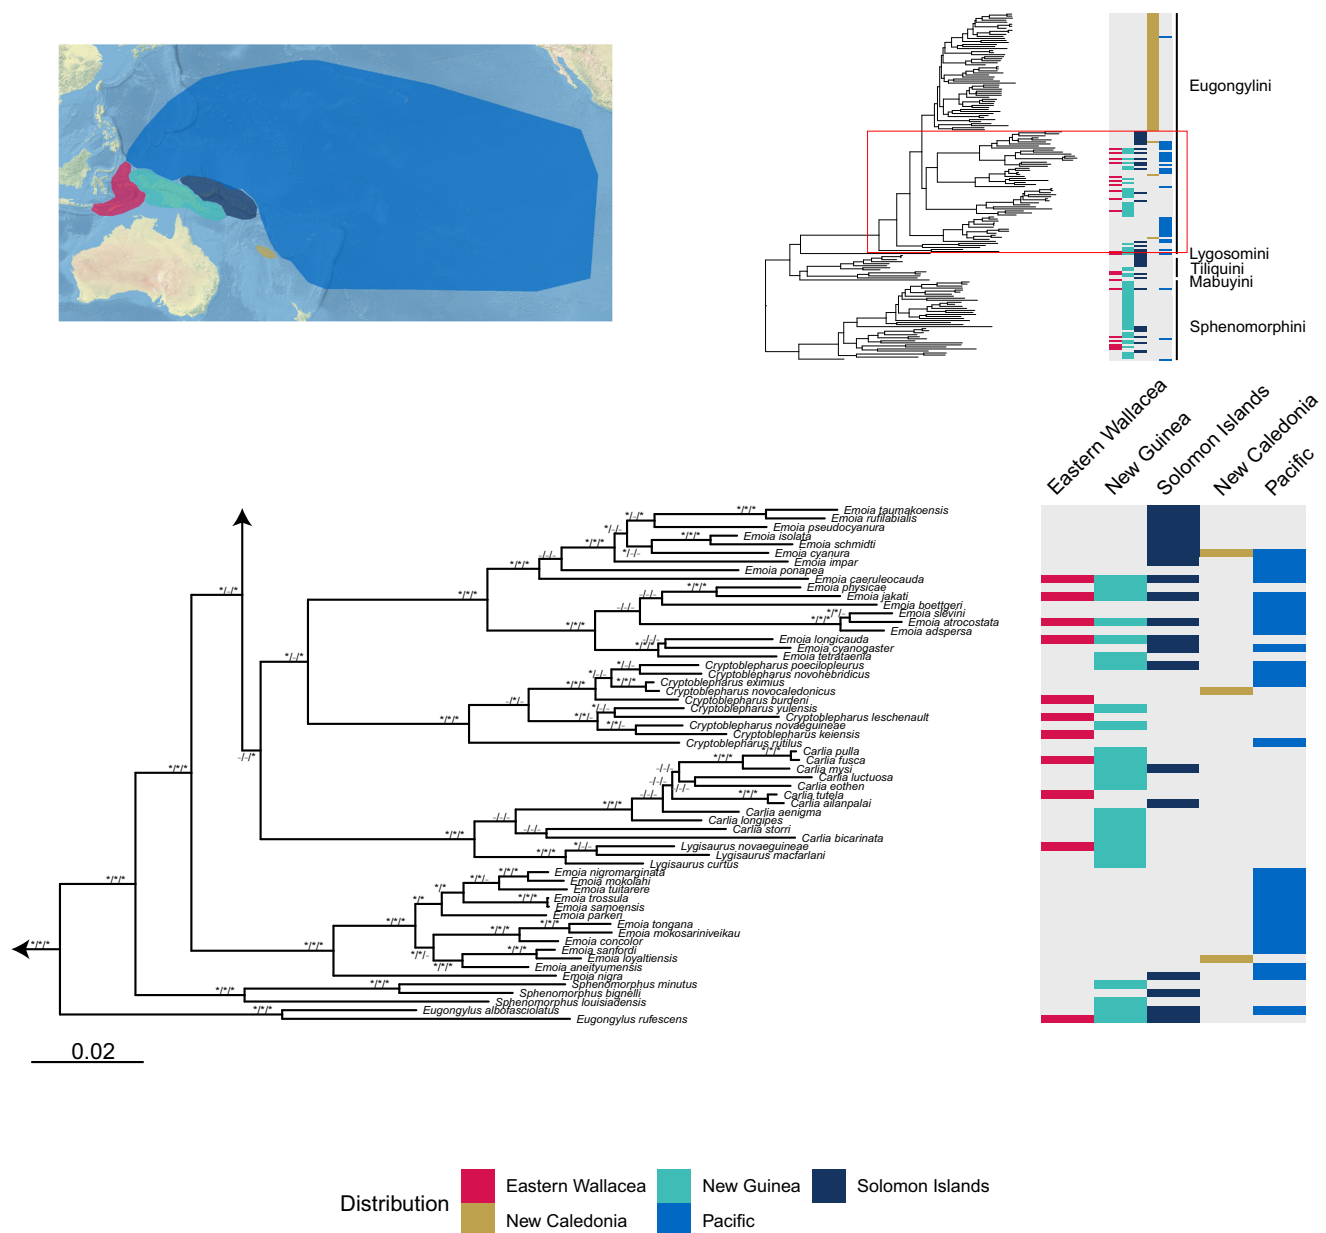 Eugongylini
Lygosomini
Tiliquini
Mabuyini
Sphenomorphini
Eastern Wallacea
New Guinea
Solomon Islands
New Caledonia
Pacific
Emoia taumakoensis
Emoia rufilabialis
Emoia pseudocyanura
Emoia isolata
Emoia schmidti
Emoia cyanura
Emoia impar
Emoia ponapea
Emoia caeruleocauda
Emoia physicae
Emoia jakati
Emoia boettgeri
Emoia slevini
Emoia atrocostata
Emoia adspersa
Emoia longicauda
Emoia cyanogaster
Emoia tetrataenia
Cryptoblepharus poecilopleurus
Cryptoblepharus novohebridicus
Cryptoblepharus eximius
Cryptoblepharus novocaledonicus
Cryptoblepharus burdeni
Cryptoblepharus yulensis
Cryptoblepharus leschenault
Cryptoblepharus novaeguineae
Cryptoblepharus keiensis
Cryptoblepharus rutilus
Carlia pulla
Carlia fusca
Carlia mysi
Carlia luctuosa
Carlia eothen
Carlia tutela
Carlia ailanpalai
Carlia aenigma
Carlia longipes
Carlia storri
Carlia bicarinata
Lygisaurus novaeguineae
Lygisaurus macfarlani
Lygisaurus curtus
Emoia nigromarginata
Emoia mokolahi
Emoia tuitarere
Emoia trossula
Emoia samoensis
Emoia parkeri
Emoia tongana
Emoia mokosariniveikau
Emoia concolor
Emoia sanfordi
Emoia loyaltiensis
Emoia aneityumensis
Emoia nigra
Sphenomorphus minutus
Sphenomorphus bignelli
Sphenomorphus louisiadensis
Eugongylus albofasciolatus
Eugongylus rufescens
0.02
Distribution
Eastern Wallacea
New Guinea
Solomon Islands
New Caledonia
Pacific